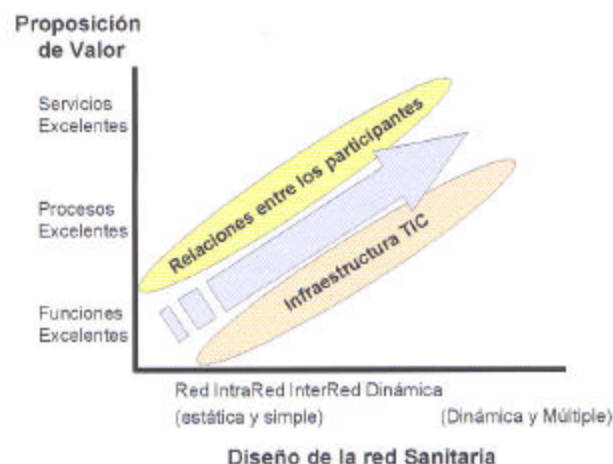 Proposición
de Valor
Servicios
Excelentes
Procesos
Excelentes
Funciones
Excelentes
Relaciones entre los participantes
Infraestructura TIC
Red IntraRed InterRed Dinámica
(estática y simple) (Dinámica y Múltiple)
Diseño de la red Sanitaria